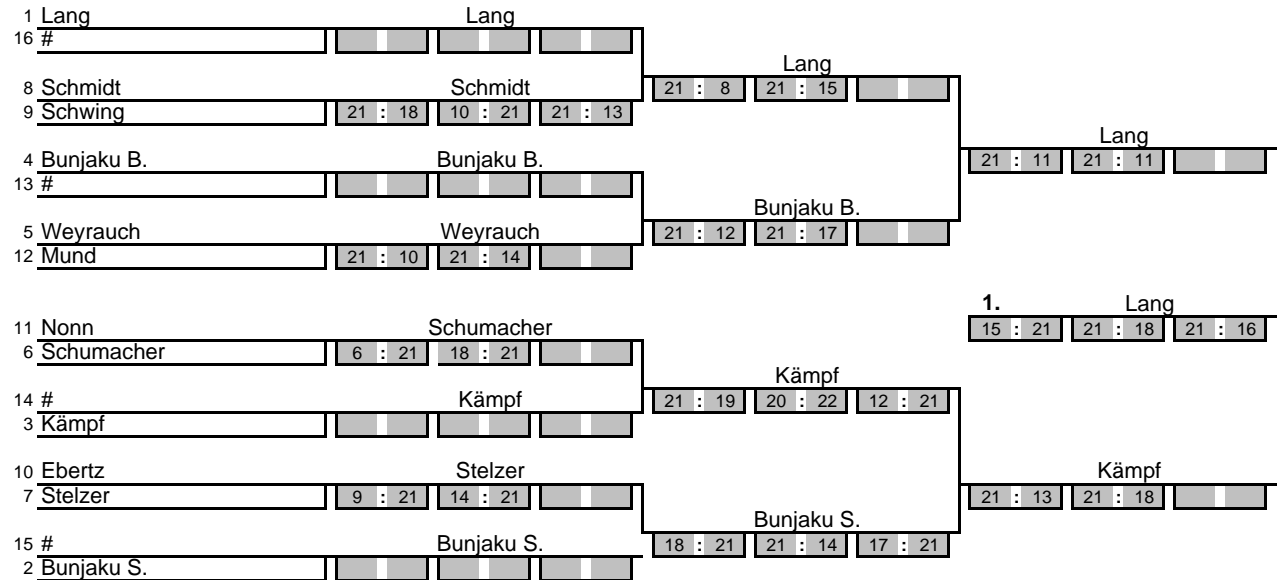 1 Lang Lang
16 #
Lang
8 Schmidt Schmidt 21 : 8 21 : 15
9 Schwing 21 : 18 10 : 21 21 : 13
Lang
4 Bunjaku B. Bunjaku B. 21 : 11 21 : 11
13 #
Bunjaku B.
5 Weyrauch Weyrauch 21 : 12 21 : 17
12 Mund 21 : 10 21 : 14
1. Lang
11 Nonn Schumacher 15 : 21 21 : 18 21 : 16
6 Schumacher 6 : 21 18 : 21
Kämpf
14 # Kämpf 21 : 19 20 : 22 12 : 21
3 Kämpf
10 Ebertz Stelzer Kämpf
7 Stelzer 9 : 21 14 : 21 21 : 13 21 : 18
Bunjaku S.
15 # Bunjaku S. 18 : 21 21 : 14 17 : 21
2 Bunjaku S.